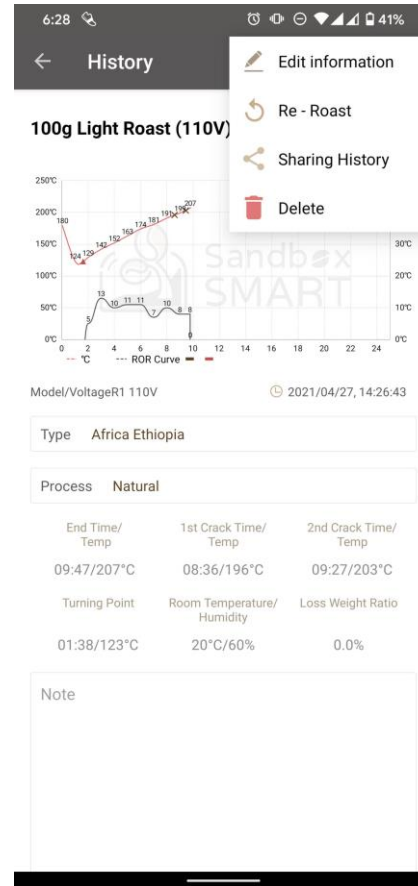 6:28
41%
History
Edit information
Re - Roast
Sharing History
Delete
100g Light Roast (110V)
250℃
200℃
150℃
100℃
50℃
0℃
30℃
20℃
10℃
0℃
180
124
129
142
152
163
174
181
191
195
207
5
13
10
11
11
7
10
8
8
0
Sandbox
SMART
0 2 4 6 8 10 12 14 16 18 20 22 24
℃ ROR Curve
Model/VoltageR1 110V
2021/04/27, 14:26:43
Type Africa Ethiopia
Process Natural
End Time/ 1st Crack Time/ 2nd Crack Time/
Temp Temp Temp
09:47/207°C 08:36/196°C 09:27/203°C
Turning Point Room Temperature/ Loss Weight Ratio
Humidity
01:38/123°C 20°C/60% 0.0%
Note